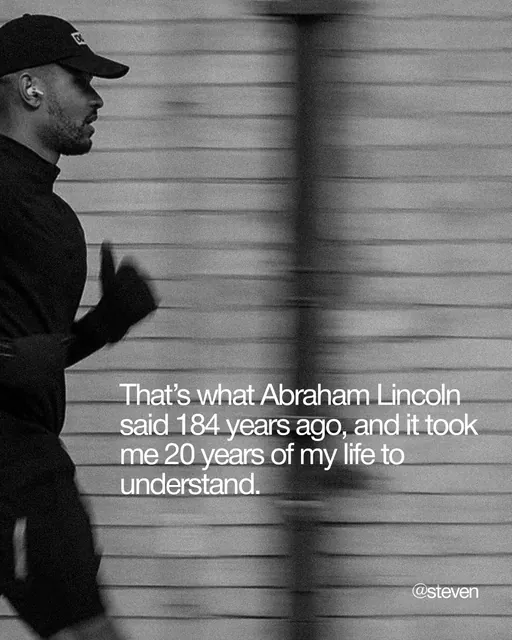 That’s what Abraham Lincoln
said 184 years ago, and it took
me 20 years of my life to
understand.
@steven